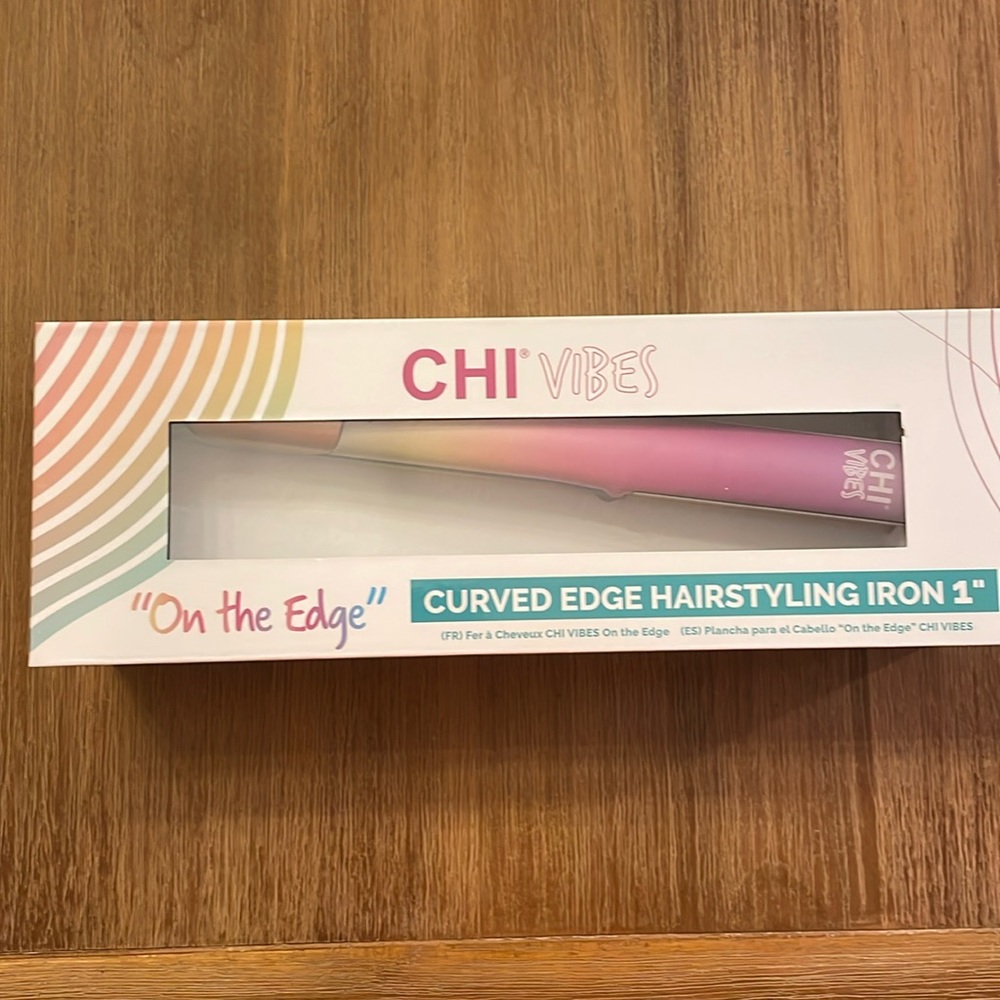 CHI® VIBES
CHI®
VIBES
"On the Edge"
CURVED EDGE HAIRSTYLING IRON 1"
(FR) Fer à Cheveux CHI VIBES On the Edge (ES) Plancha para el Cabello "On the Edge" CHI VIBES